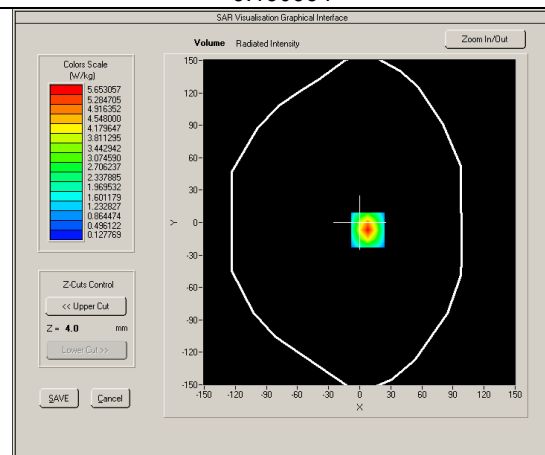 SAR Visualisation Graphical Interface
Volume Radiated Intensity
Zoom In/Out
Colors Scale
(W/kg)
5.653057
5.284705
4.916352
4.548000
4.179647
3.811295
3.442942
3.074590
2.706237
2.337885
1.969532
1.601179
1.232827
0.864474
0.496122
0.127769
Z-Cuts Control
<< Upper Cut
Z = 4.0 mm
Lower Cut >>
SAVE Cancel
150
120
90
60
30
Y 0
-30
-60
-90
-120
-150
-150 -120 -90 -60 -30 0 30 60 90 120 150
X